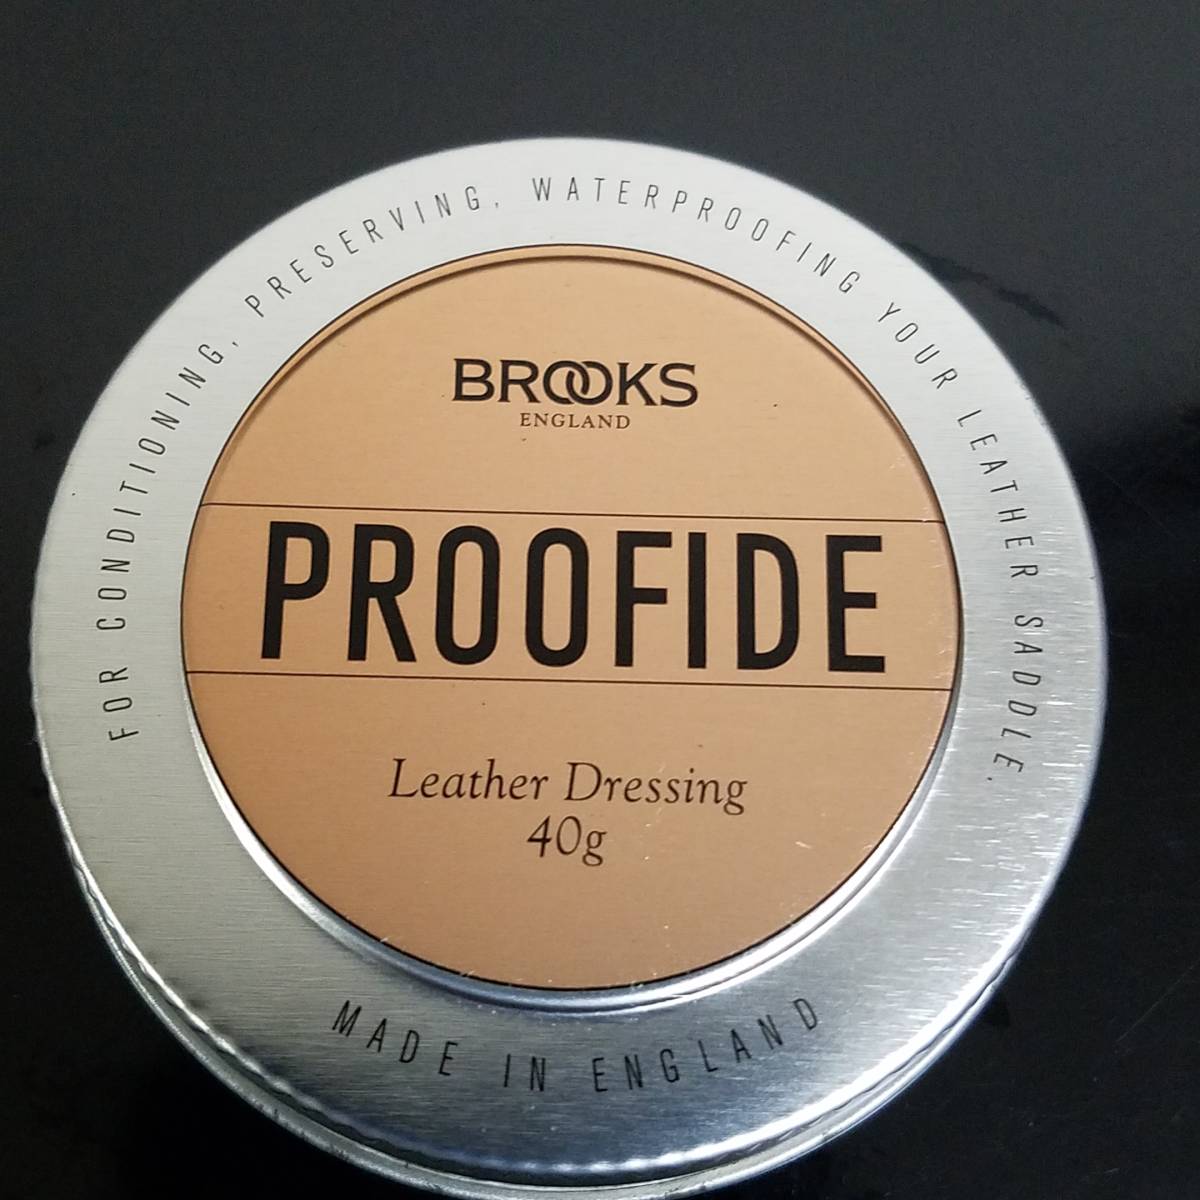 FOR CONDITIONING, PRESERVING, WATERPROOFING YOUR LEATHER SADDLE.
BROOKS
ENGLAND
PROOFIDE
Leather Dressing
40g
MADE IN ENGLAND